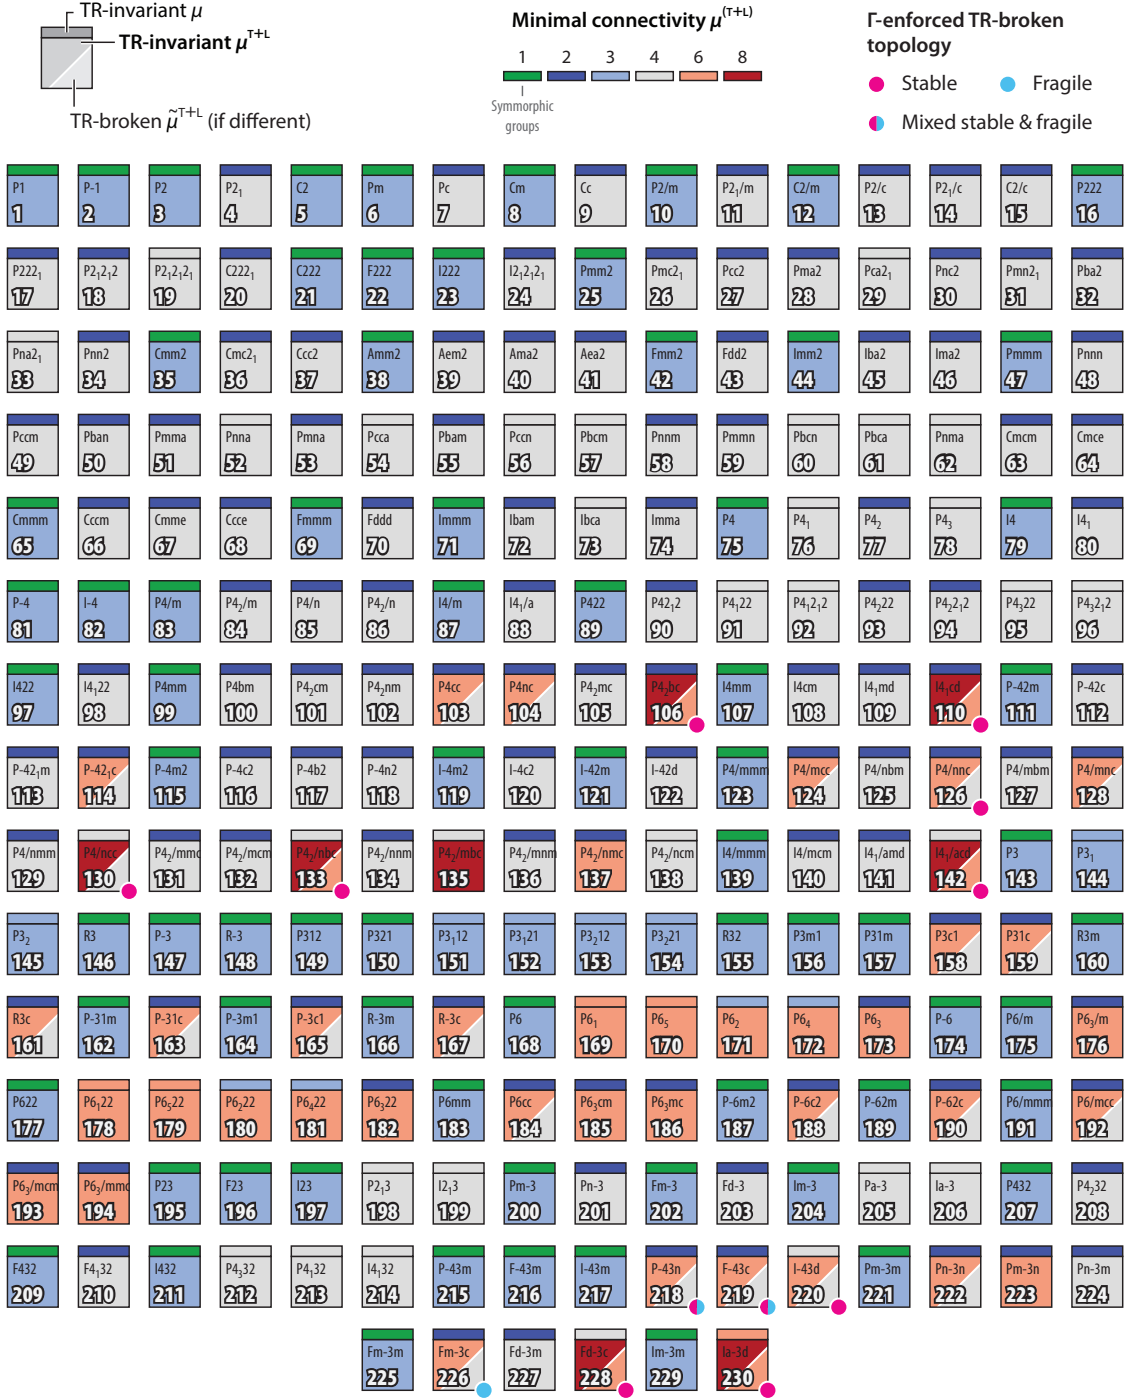 TR-invariant μ
TR-invariant μ^T+L
TR-broken μ̃^T+L (if different)
Minimal connectivity μ^(T+L)
1 2 3 4 6 8
Symmorphic
groups
Γ-enforced TR-broken
topology
Stable Fragile
Mixed stable & fragile
P1 P-1 P2 P2₁ C2 Pm Pc Cm Cc P2/m P2₁/m C2/m P2/c P2₁/c C2/c P222
1 2 3 4 5 6 7 8 9 10 11 12 13 14 15 16
P222₁ P2₁2₁2 P2₁2₁2₁ C222₁ C222 F222 I222 I2₁2₁2₁ Pmm2 Pmc2₁ Pcc2 Pma2 Pca2₁ Pnc2 Pmn2₁ Pba2
17 18 19 20 21 22 23 24 25 26 27 28 29 30 31 32
Pna2₁ Pnn2 Cmm2 Cmc2₁ Ccc2 Amm2 Aem2 Ama2 Aea2 Fmm2 Fdd2 Imm2 Iba2 Ima2 Pmmm Pnnn
33 34 35 36 37 38 39 40 41 42 43 44 45 46 47 48
Pccm Pban Pmma Pnna Pmna Pcca Pbam Pccn Pbcm Pnnm Pmmn Pbcn Pbca Pnma Cmcm Cmce
49 50 51 52 53 54 55 56 57 58 59 60 61 62 63 64
Cmmm Cccm Cmme Ccce Fmmm Fddd Immm Ibam Ibca Imma P4 P4₁ P4₂ P4₃ I4 I4₁
65 66 67 68 69 70 71 72 73 74 75 76 77 78 79 80
P-4 I-4 P4/m P4₂/m P4/n P4₂/n I4/m I4₁/a P422 P42₁2 P4₁22 P4₁2₁2 P4₂22 P4₂2₁2 P4₃22 P4₃2₁2
81 82 83 84 85 86 87 88 89 90 91 92 93 94 95 96
I422 I4₁22 P4mm P4bm P4₂cm P4₂nm P4cc P4nc P4₂mc P4₂bc I4mm I4cm I4₁md I4₁cd P-42m P-42c
97 98 99 100 101 102 103 104 105 106 107 108 109 110 111 112
P-42₁m P-42₁c P-4m2 P-4c2 P-4b2 P-4n2 I-4m2 I-4c2 I-42m I-42d P4/mmm P4/mcc P4/nbm P4/nnc P4/mbm P4/mnc
113 114 115 116 117 118 119 120 121 122 123 124 125 126 127 128
P4/nmm P4/ncc P4₂/mmc P4₂/mcm P4₂/nbc P4₂/nnm P4₂/mbc P4₂/mnm P4₂/nmc P4₂/ncm I4/mmm I4/mcm I4₁/amd I4₁/acd P3 P3₁
129 130 131 132 133 134 135 136 137 138 139 140 141 142 143 144
P3₂ R3 P-3 R-3 P312 P321 P3₁12 P3₁21 P3₂12 P3₂21 R32 P3m1 P31m P3c1 P31c R3m
145 146 147 148 149 150 151 152 153 154 155 156 157 158 159 160
R3c P-31m P-31c P-3m1 P-3c1 R-3m R-3c P6 P6₁ P6₅ P6₂ P6₄ P6₃ P-6 P6/m P6₃/m
161 162 163 164 165 166 167 168 169 170 171 172 173 174 175 176
P622 P6₁22 P6₅22 P6₂22 P6₄22 P6₃22 P6mm P6cc P6₃cm P6₃mc P-6m2 P-6c2 P-62m P-62c P6/mmm P6/mcc
177 178 179 180 181 182 183 184 185 186 187 188 189 190 191 192
P6₃/mcm P6₃/mmc P23 F23 I23 P2₁3 I2₁3 Pm-3 Pn-3 Fm-3 Fd-3 Im-3 Pa-3 Ia-3 P432 P4₂32
193 194 195 196 197 198 199 200 201 202 203 204 205 206 207 208
F432 F4₁32 I432 P4₃32 P4₁32 I4₁32 P-43m F-43m I-43m P-43n F-43c I-43d Pm-3m Pn-3n Pm-3n Pn-3m
209 210 211 212 213 214 215 216 217 218 219 220 221 222 223 224
Fm-3m Fm-3c Fd-3m Fd-3c Im-3m Ia-3d
225 226 227 228 229 230